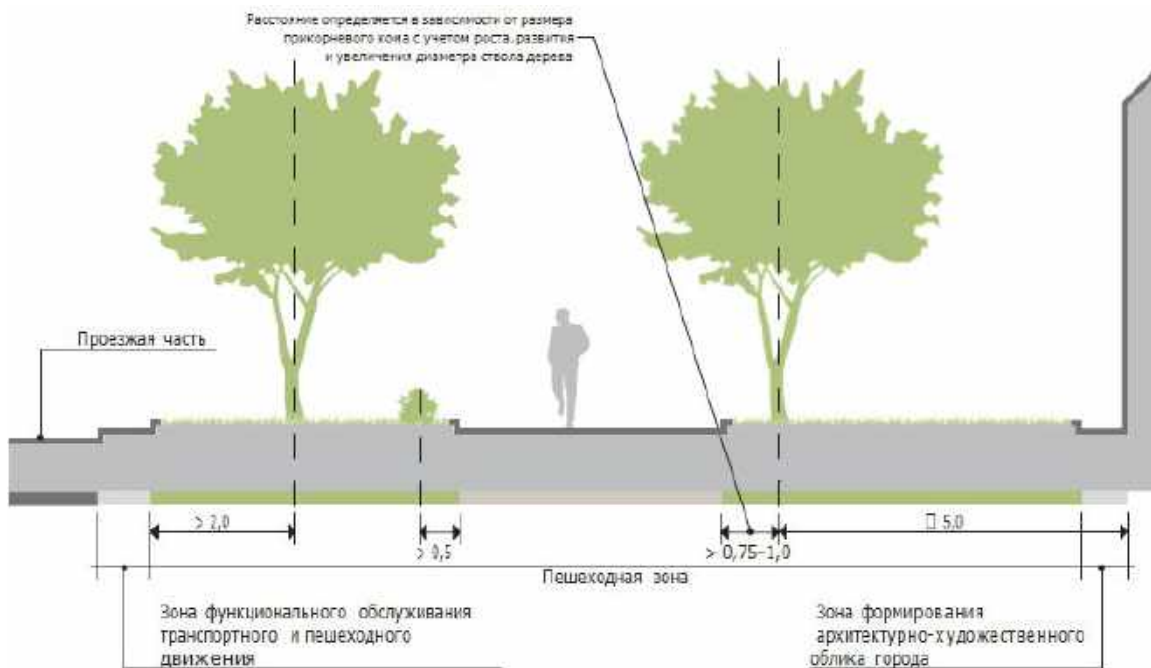 Расстояние определяется в зависимости от размера
прикорневого кома с учетом роста, развития
и увеличения диаметра ствола дерева
Проезжая часть
> 2,0
> 0,5
> 0,75-1,0
□ 5,0
Пешеходная зона
Зона функционального обслуживания
транспортного и пешеходного
движения
Зона формирования
архитектурно-художественного
облика города